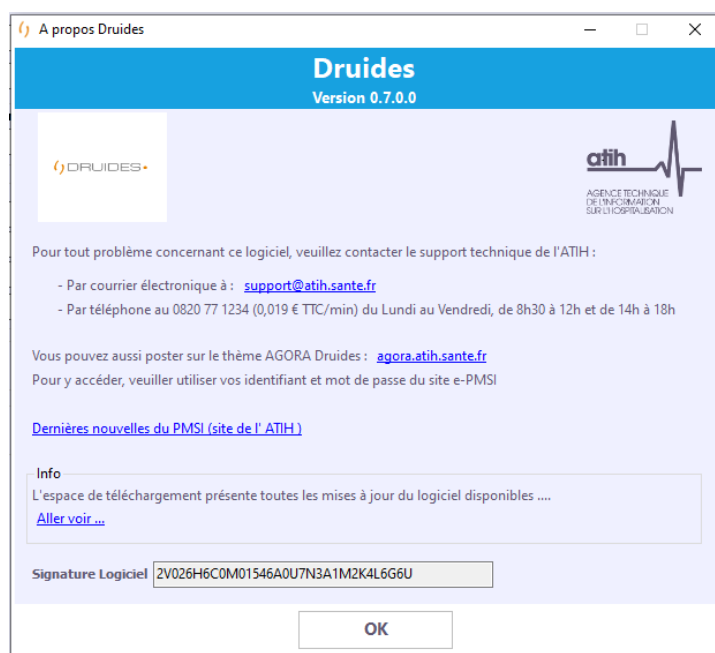 A propos Druides
Druides
Version 0.7.0.0
DRUIDES
atih
AGENCE TECHNIQUE
DE L'INFORMATION
SUR L'HOSPITALISATION
Pour tout problème concernant ce logiciel, veuillez contacter le support technique de l'ATIH :
- Par courrier électronique à : support@atih.sante.fr
- Par téléphone au 0820 77 1234 (0,019 € TTC/min) du Lundi au Vendredi, de 8h30 à 12h et de 14h à 18h
Vous pouvez aussi poster sur le thème AGORA Druides : agora.atih.sante.fr
Pour y accéder, veuiller utiliser vos identifiant et mot de passe du site e-PMSI
Dernières nouvelles du PMSI (site de l' ATIH )
Info
L'espace de téléchargement présente toutes les mises à jour du logiciel disponibles ....
Aller voir ...
Signature Logiciel 2V026H6C0M01546A0U7N3A1M2K4L6G6U
OK